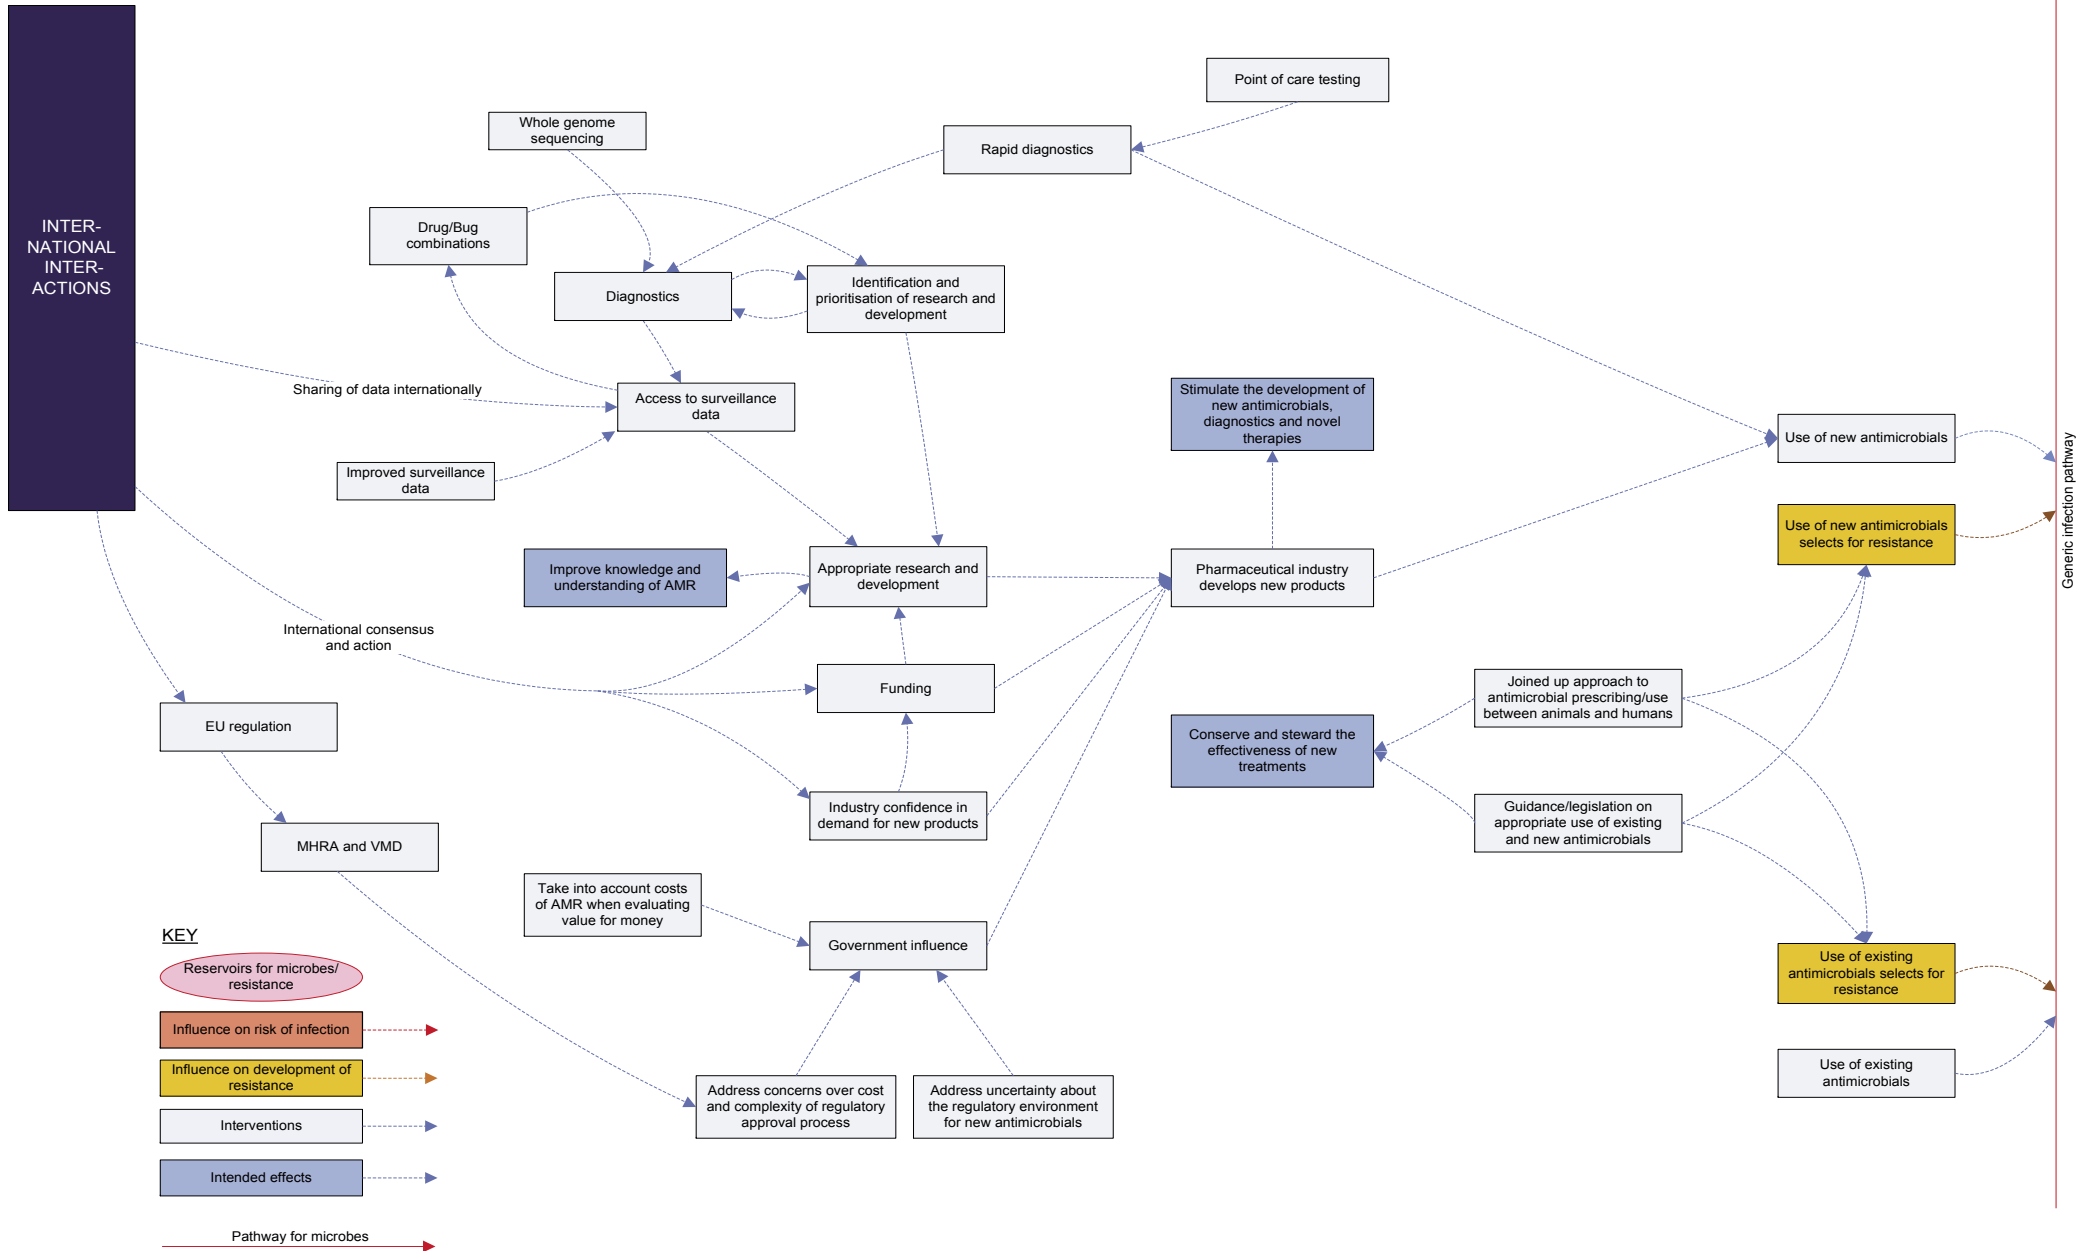 INTER-
NATIONAL
INTER-
ACTIONS
Point of care testing
Whole genome
sequencing
Rapid diagnostics
Drug/Bug
combinations
Diagnostics
Identification and
prioritisation of research and
development
Sharing of data internationally
Access to surveillance
data
Improved surveillance
data
Stimulate the development of
new antimicrobials,
diagnostics and novel
therapies
Use of new antimicrobials
Generic infection pathway
Use of new antimicrobials
selects for resistance
Improve knowledge and
understanding of AMR
Appropriate research and
development
Pharmaceutical industry
develops new products
International consensus
and action
Funding
EU regulation
Joined up approach to
antimicrobial prescribing/use
between animals and humans
Conserve and steward the
effectiveness of new
treatments
Guidance/legislation on
appropriate use of existing
and new antimicrobials
Industry confidence in
demand for new products
MHRA and VMD
Take into account costs
of AMR when evaluating
value for money
Government influence
Use of existing
antimicrobials selects for
resistance
Use of existing
antimicrobials
Address concerns over cost
and complexity of regulatory
approval process
Address uncertainty about
the regulatory environment
for new antimicrobials
KEY
Reservoirs for microbes/
resistance
Influence on risk of infection
Influence on development of
resistance
Interventions
Intended effects
Pathway for microbes